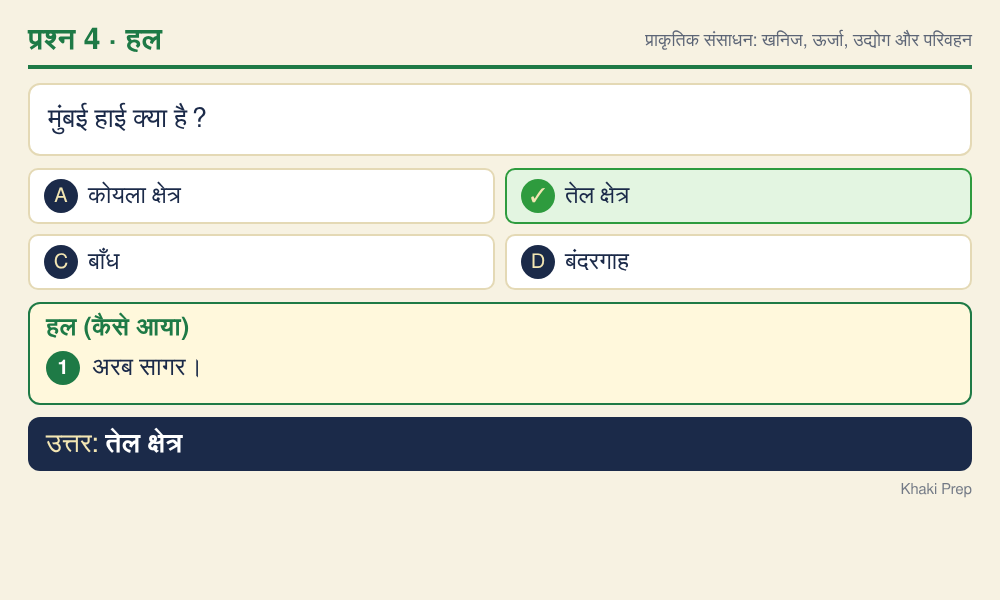 प्रश्न 4 · हल
प्राकृतिक संसाधन: खनिज, ऊर्जा, उद्योग और परिवहन
मुंबई हाई क्या है ?
A कोयला क्षेत्र
✓ तेल क्षेत्र
C बाँध
D बंदरगाह
हल (कैसे आया)
1 अरब सागर ।
उत्तर: तेल क्षेत्र
Khaki Prep